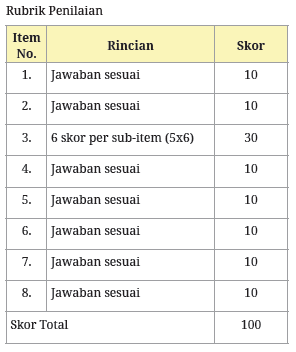 Rubrik Penilaian
Item No. Rincian Skor
1. Jawaban sesuai 10
2. Jawaban sesuai 10
3. 6 skor per sub-item (5x6) 30
4. Jawaban sesuai 10
5. Jawaban sesuai 10
6. Jawaban sesuai 10
7. Jawaban sesuai 10
8. Jawaban sesuai 10
Skor Total 100